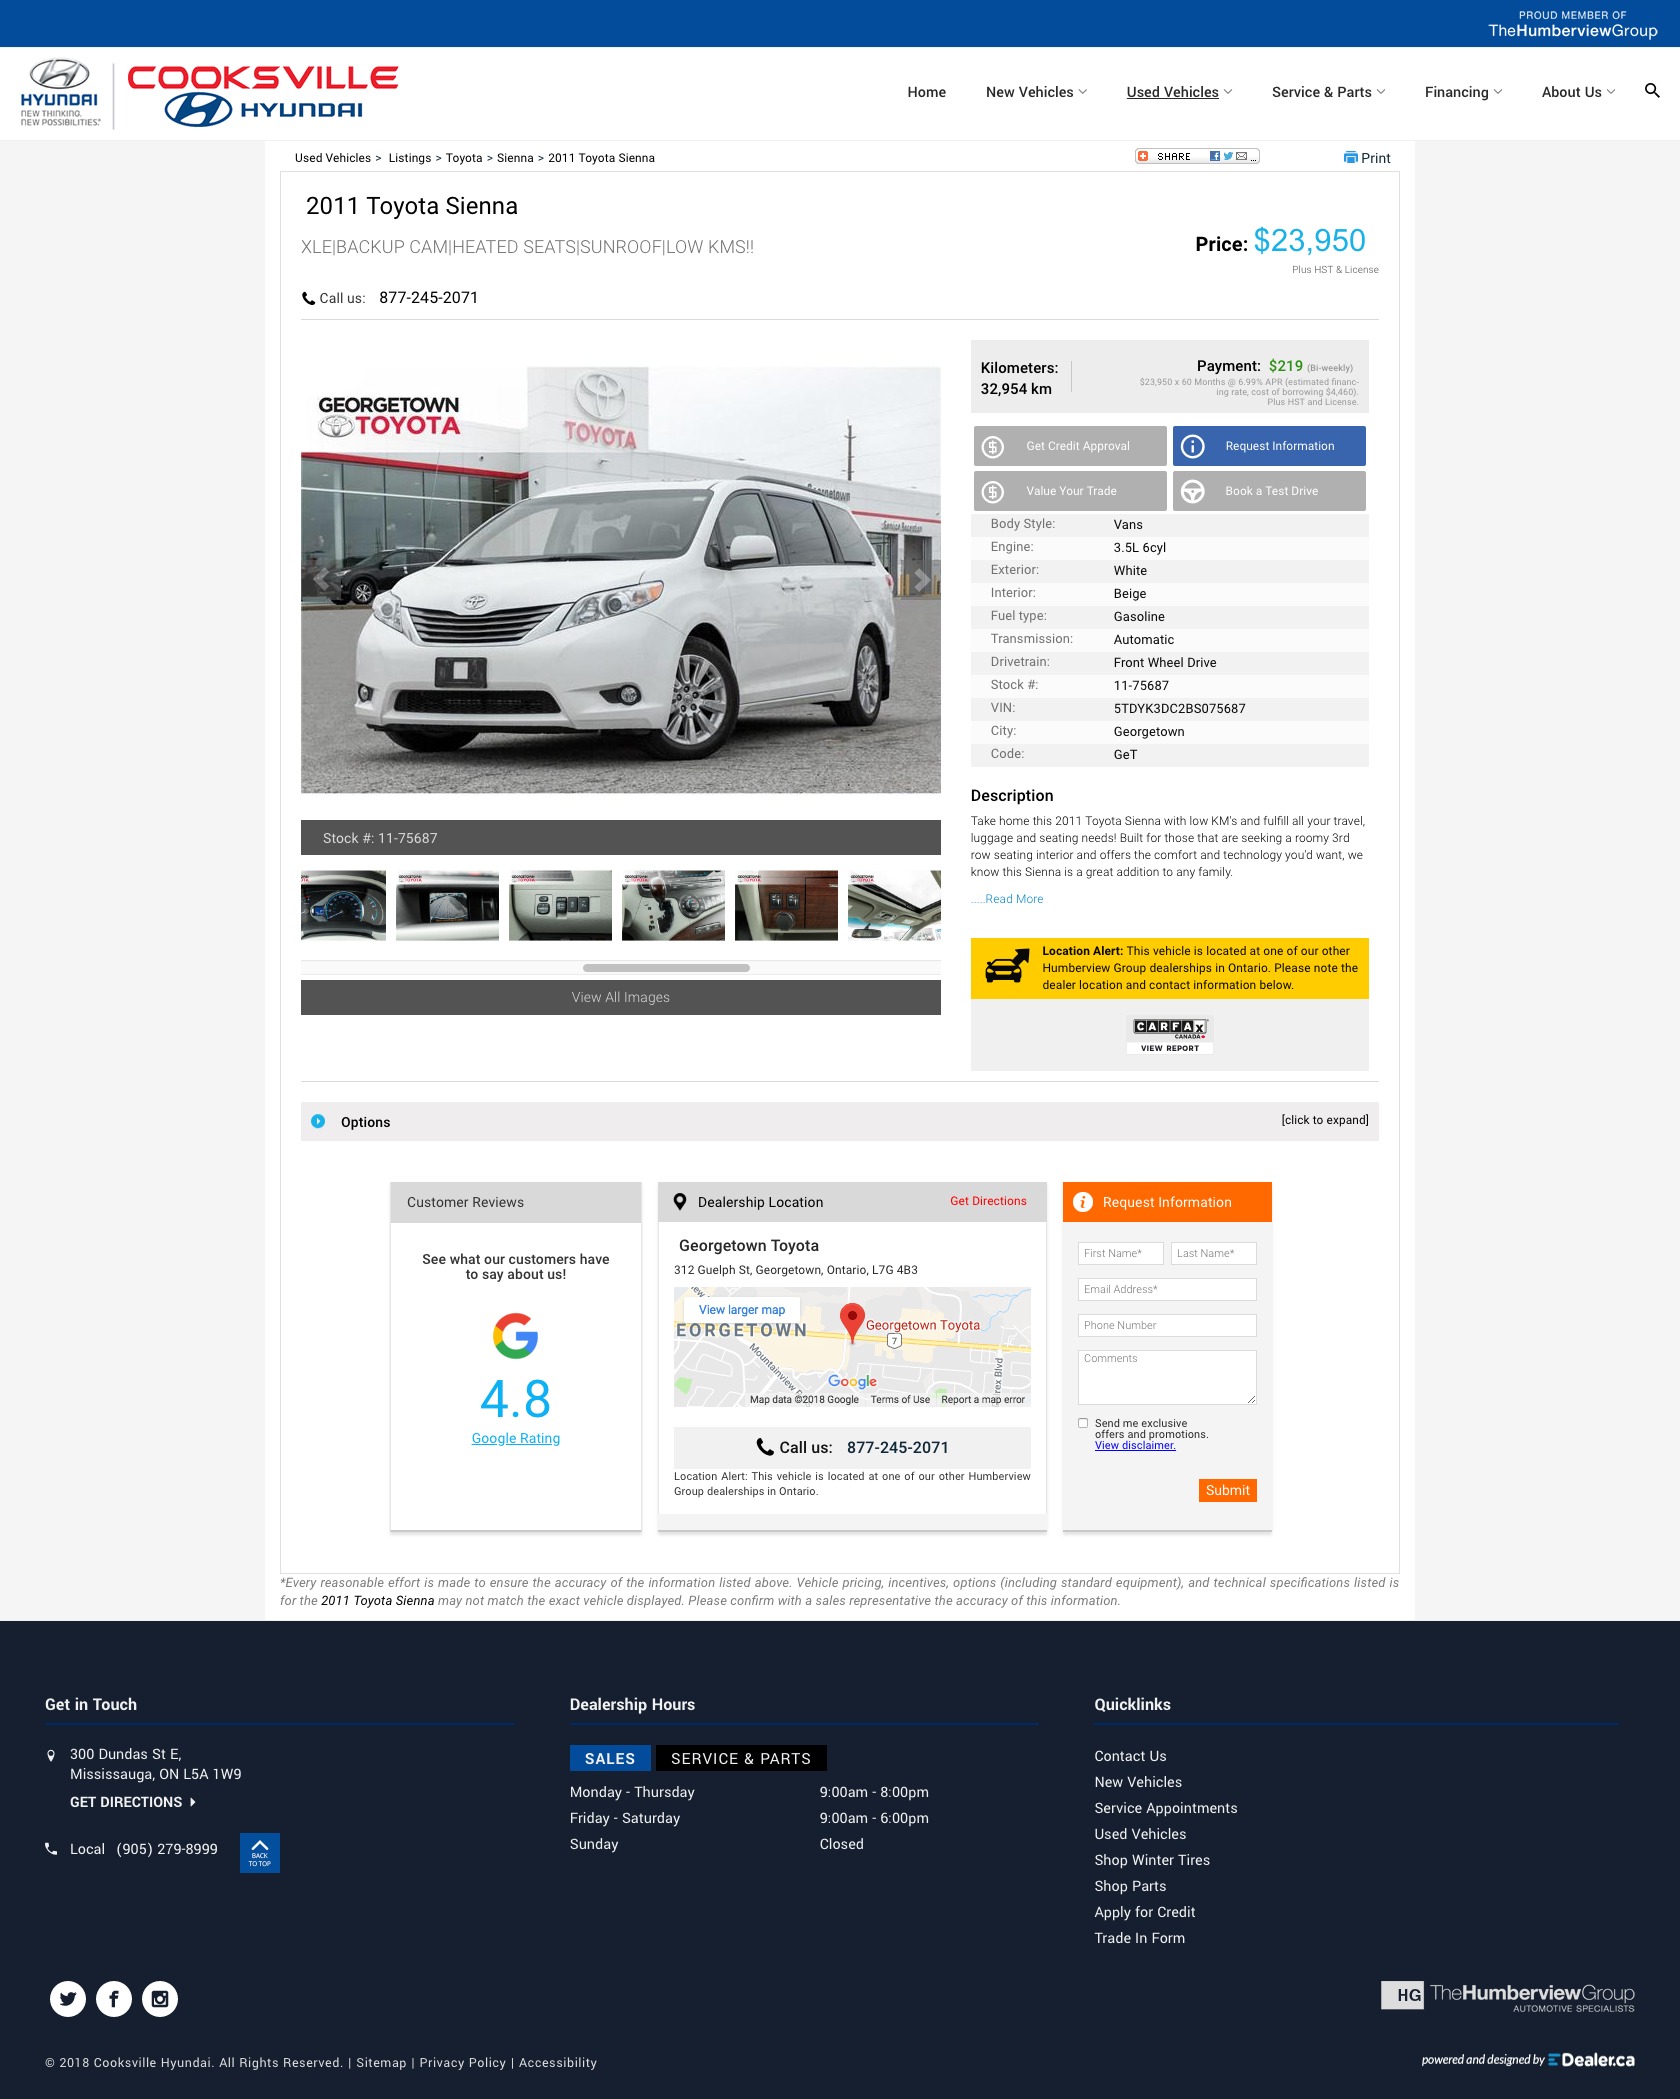 PROUD MEMBER OF
TheHumberviewGroup
HYUNDAI
NEW THINKING.
NEW POSSIBILITIES.
COOKSVILLE
HYUNDAI
Home
New Vehicles
Used Vehicles
Service & Parts
Financing
About Us
Used Vehicles > Listings > Toyota > Sienna > 2011 Toyota Sienna
SHARE
Print
2011 Toyota Sienna
XLE|BACKUP CAM|HEATED SEATS|SUNROOF|LOW KMS!!
Price: $23,950
Plus HST & License
Call us: 877-245-2071
GEORGETOWN
TOYOTA
TOYOTA
Georgetown
Service Reception
Kilometers:
32,954 km
Payment: $219 (Bi-weekly)
$23,950 x 60 Months @ 6.99% APR (estimated financ-
ing rate, cost of borrowing $4,460).
Plus HST and License.
Get Credit Approval
Request Information
Value Your Trade
Book a Test Drive
Body Style: Vans
Engine: 3.5L 6cyl
Exterior: White
Interior: Beige
Fuel type: Gasoline
Transmission: Automatic
Drivetrain: Front Wheel Drive
Stock #: 11-75687
VIN: 5TDYK3DC2BS075687
City: Georgetown
Code: GeT
Description
Take home this 2011 Toyota Sienna with low KM's and fulfill all your travel,
luggage and seating needs! Built for those that are seeking a roomy 3rd
row seating interior and offers the comfort and technology you'd want, we
know this Sienna is a great addition to any family.
.....Read More
Stock #: 11-75687
View All Images
Location Alert: This vehicle is located at one of our other
Humberview Group dealerships in Ontario. Please note the
dealer location and contact information below.
CARFAX
CANADA
VIEW REPORT
Options
[click to expand]
Customer Reviews
See what our customers have
to say about us!
4.8
Google Rating
Dealership Location
Get Directions
Georgetown Toyota
312 Guelph St, Georgetown, Ontario, L7G 4B3
View larger map
EORGETOWN
Georgetown Toyota
7
Mountainview R
rex Blvd
Google
Map data ©2018 Google
Terms of Use
Report a map error
Call us: 877-245-2071
Location Alert: This vehicle is located at one of our other Humberview
Group dealerships in Ontario.
Request Information
First Name*
Last Name*
Email Address*
Phone Number
Comments
Send me exclusive
offers and promotions.
View disclaimer.
Submit
*Every reasonable effort is made to ensure the accuracy of the information listed above. Vehicle pricing, incentives, options (including standard equipment), and technical specifications listed is
for the 2011 Toyota Sienna may not match the exact vehicle displayed. Please confirm with a sales representative the accuracy of this information.
Get in Touch
300 Dundas St E,
Mississauga, ON L5A 1W9
GET DIRECTIONS
Local (905) 279-8999
BACK
TO TOP
Dealership Hours
SALES
SERVICE & PARTS
Monday - Thursday 9:00am - 8:00pm
Friday - Saturday 9:00am - 6:00pm
Sunday Closed
Quicklinks
Contact Us
New Vehicles
Service Appointments
Used Vehicles
Shop Winter Tires
Shop Parts
Apply for Credit
Trade In Form
HG TheHumberviewGroup
AUTOMOTIVE SPECIALISTS
© 2018 Cooksville Hyundai. All Rights Reserved. | Sitemap | Privacy Policy | Accessibility
powered and designed by EDealer.ca